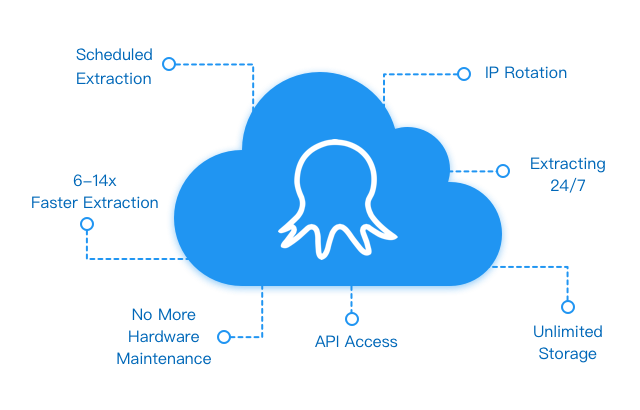 Scheduled
Extraction
IP Rotation
Extracting
24/7
6-14x
Faster Extraction
No More
Hardware
Maintenance
API Access
Unlimited
Storage